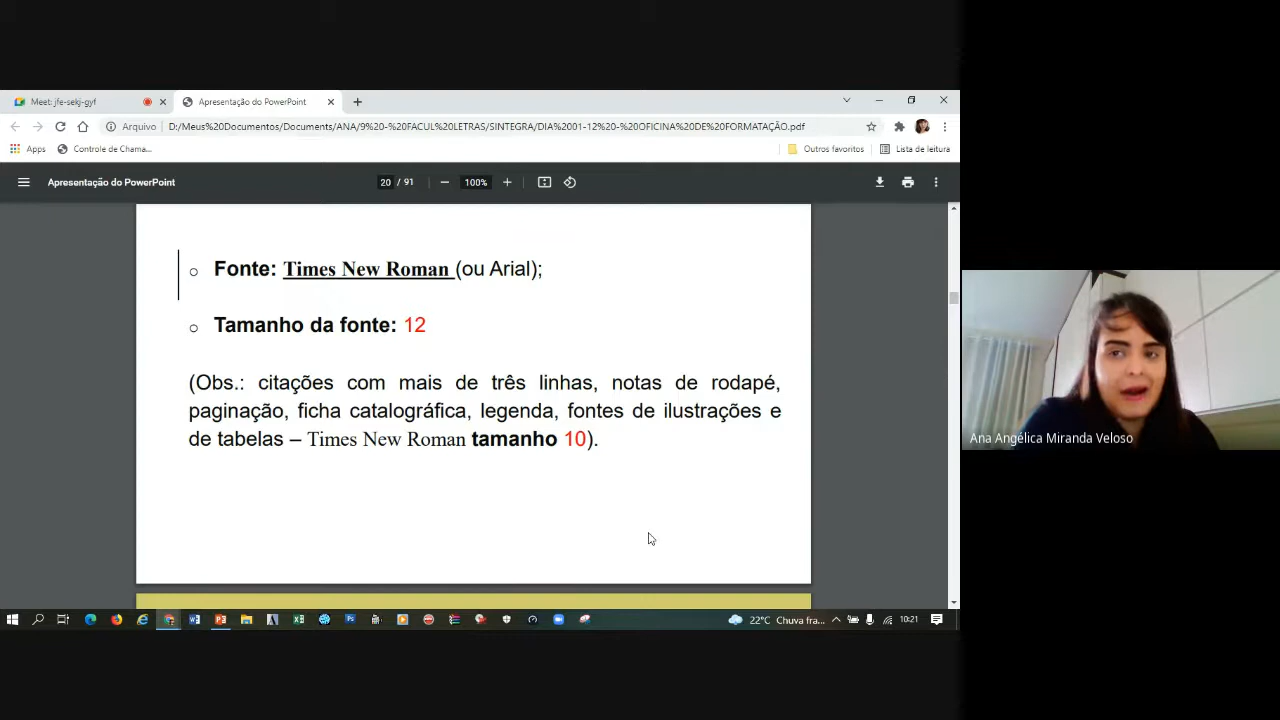 Meet: jfe-sekj-gyf
Apresentação do PowerPoint
Arquivo D:/Meus%20Documentos/Documents/ANA/9%20-%20FACUL%20LETRAS/SINTEGRA/DIA%2001-12%20-%20OFICINA%20DE%20FORMATAÇÃO.pdf
Apps Controle de Chama... Outros favoritos Lista de leitura
Apresentação do PowerPoint 20 / 91 100%
Fonte: Times New Roman (ou Arial);
Tamanho da fonte: 12
(Obs.: citações com mais de três linhas, notas de rodapé,
paginação, ficha catalográfica, legenda, fontes de ilustrações e
de tabelas – Times New Roman tamanho 10).
Ana Angélica Miranda Veloso
22°C Chuva fra... 10:21